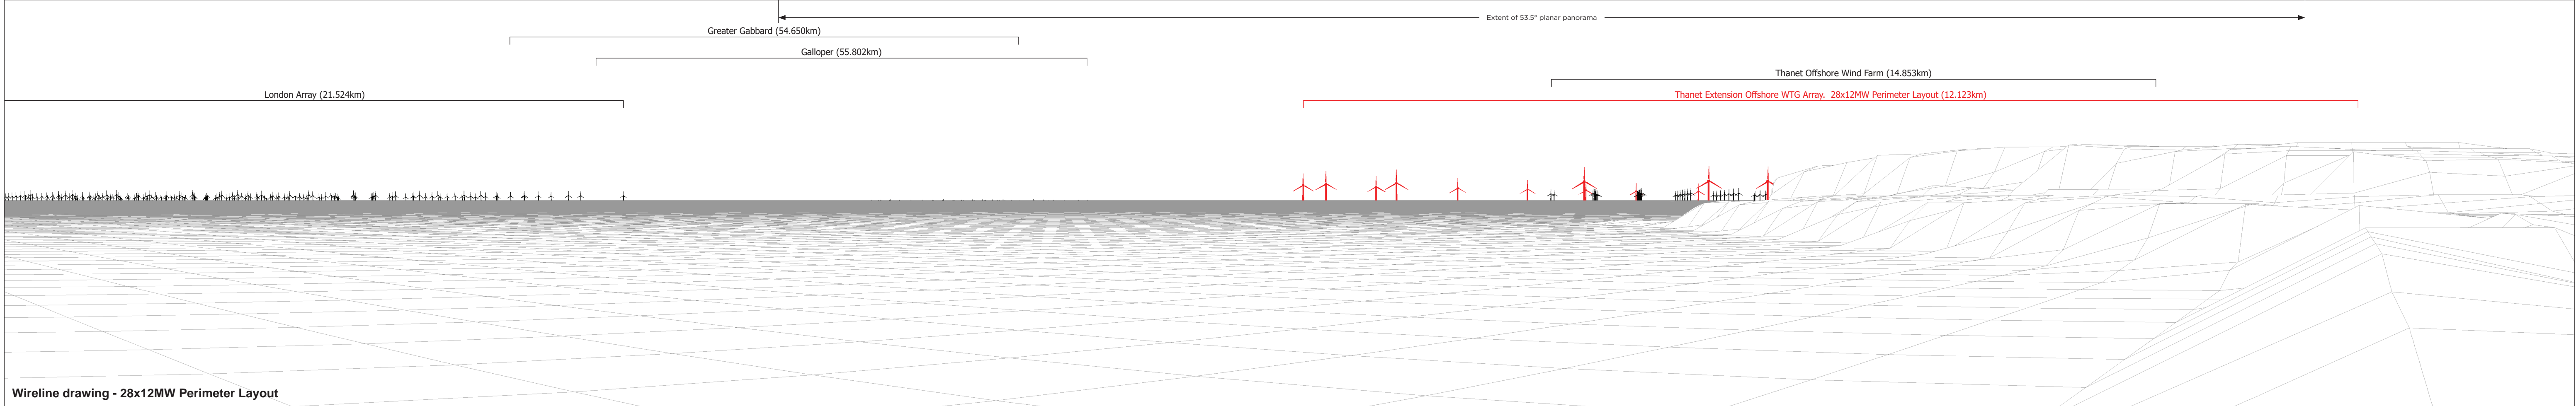 Extent of 53.5° planar panorama
Greater Gabbard (54.650km)
Galloper (55.802km)
Thanet Offshore Wind Farm (14.853km)
London Array (21.524km)
Thanet Extension Offshore WTG Array.  28x12MW Perimeter Layout (12.123km)
Wireline drawing - 28x12MW Perimeter Layout